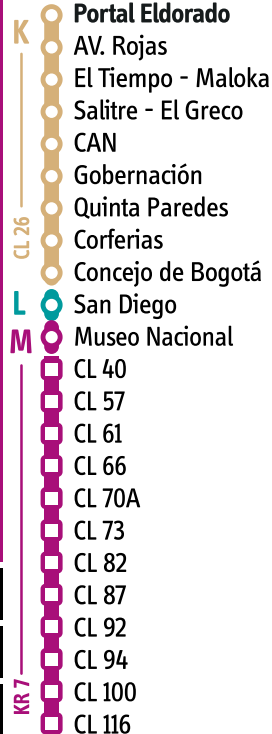 K
Portal Eldorado
AV. Rojas
El Tiempo - Maloka
Salitre - El Greco
CAN
Gobernación
Quinta Paredes
CL 26
Corferias
Concejo de Bogotá
L
San Diego
M
Museo Nacional
CL 40
CL 57
CL 61
CL 66
CL 70A
CL 73
CL 82
CL 87
CL 92
CL 94
KR 7
CL 100
CL 116